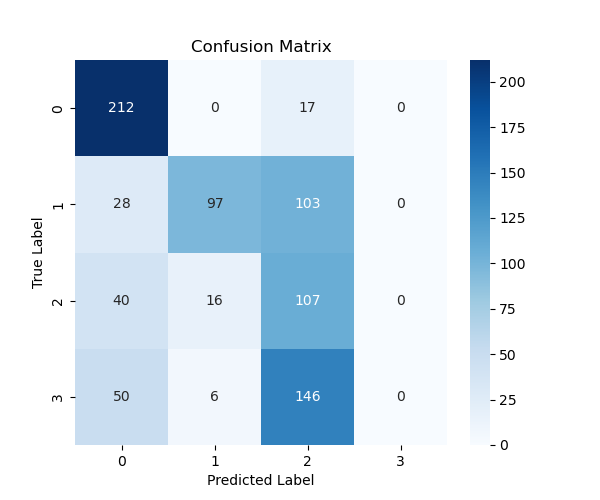 Confusion Matrix
0 212 0 17 0
1 28 97 103 0
2 40 16 107 0
3 50 6 146 0
0 1 2 3
True Label
Predicted Label
200
175
150
125
100
75
50
25
0